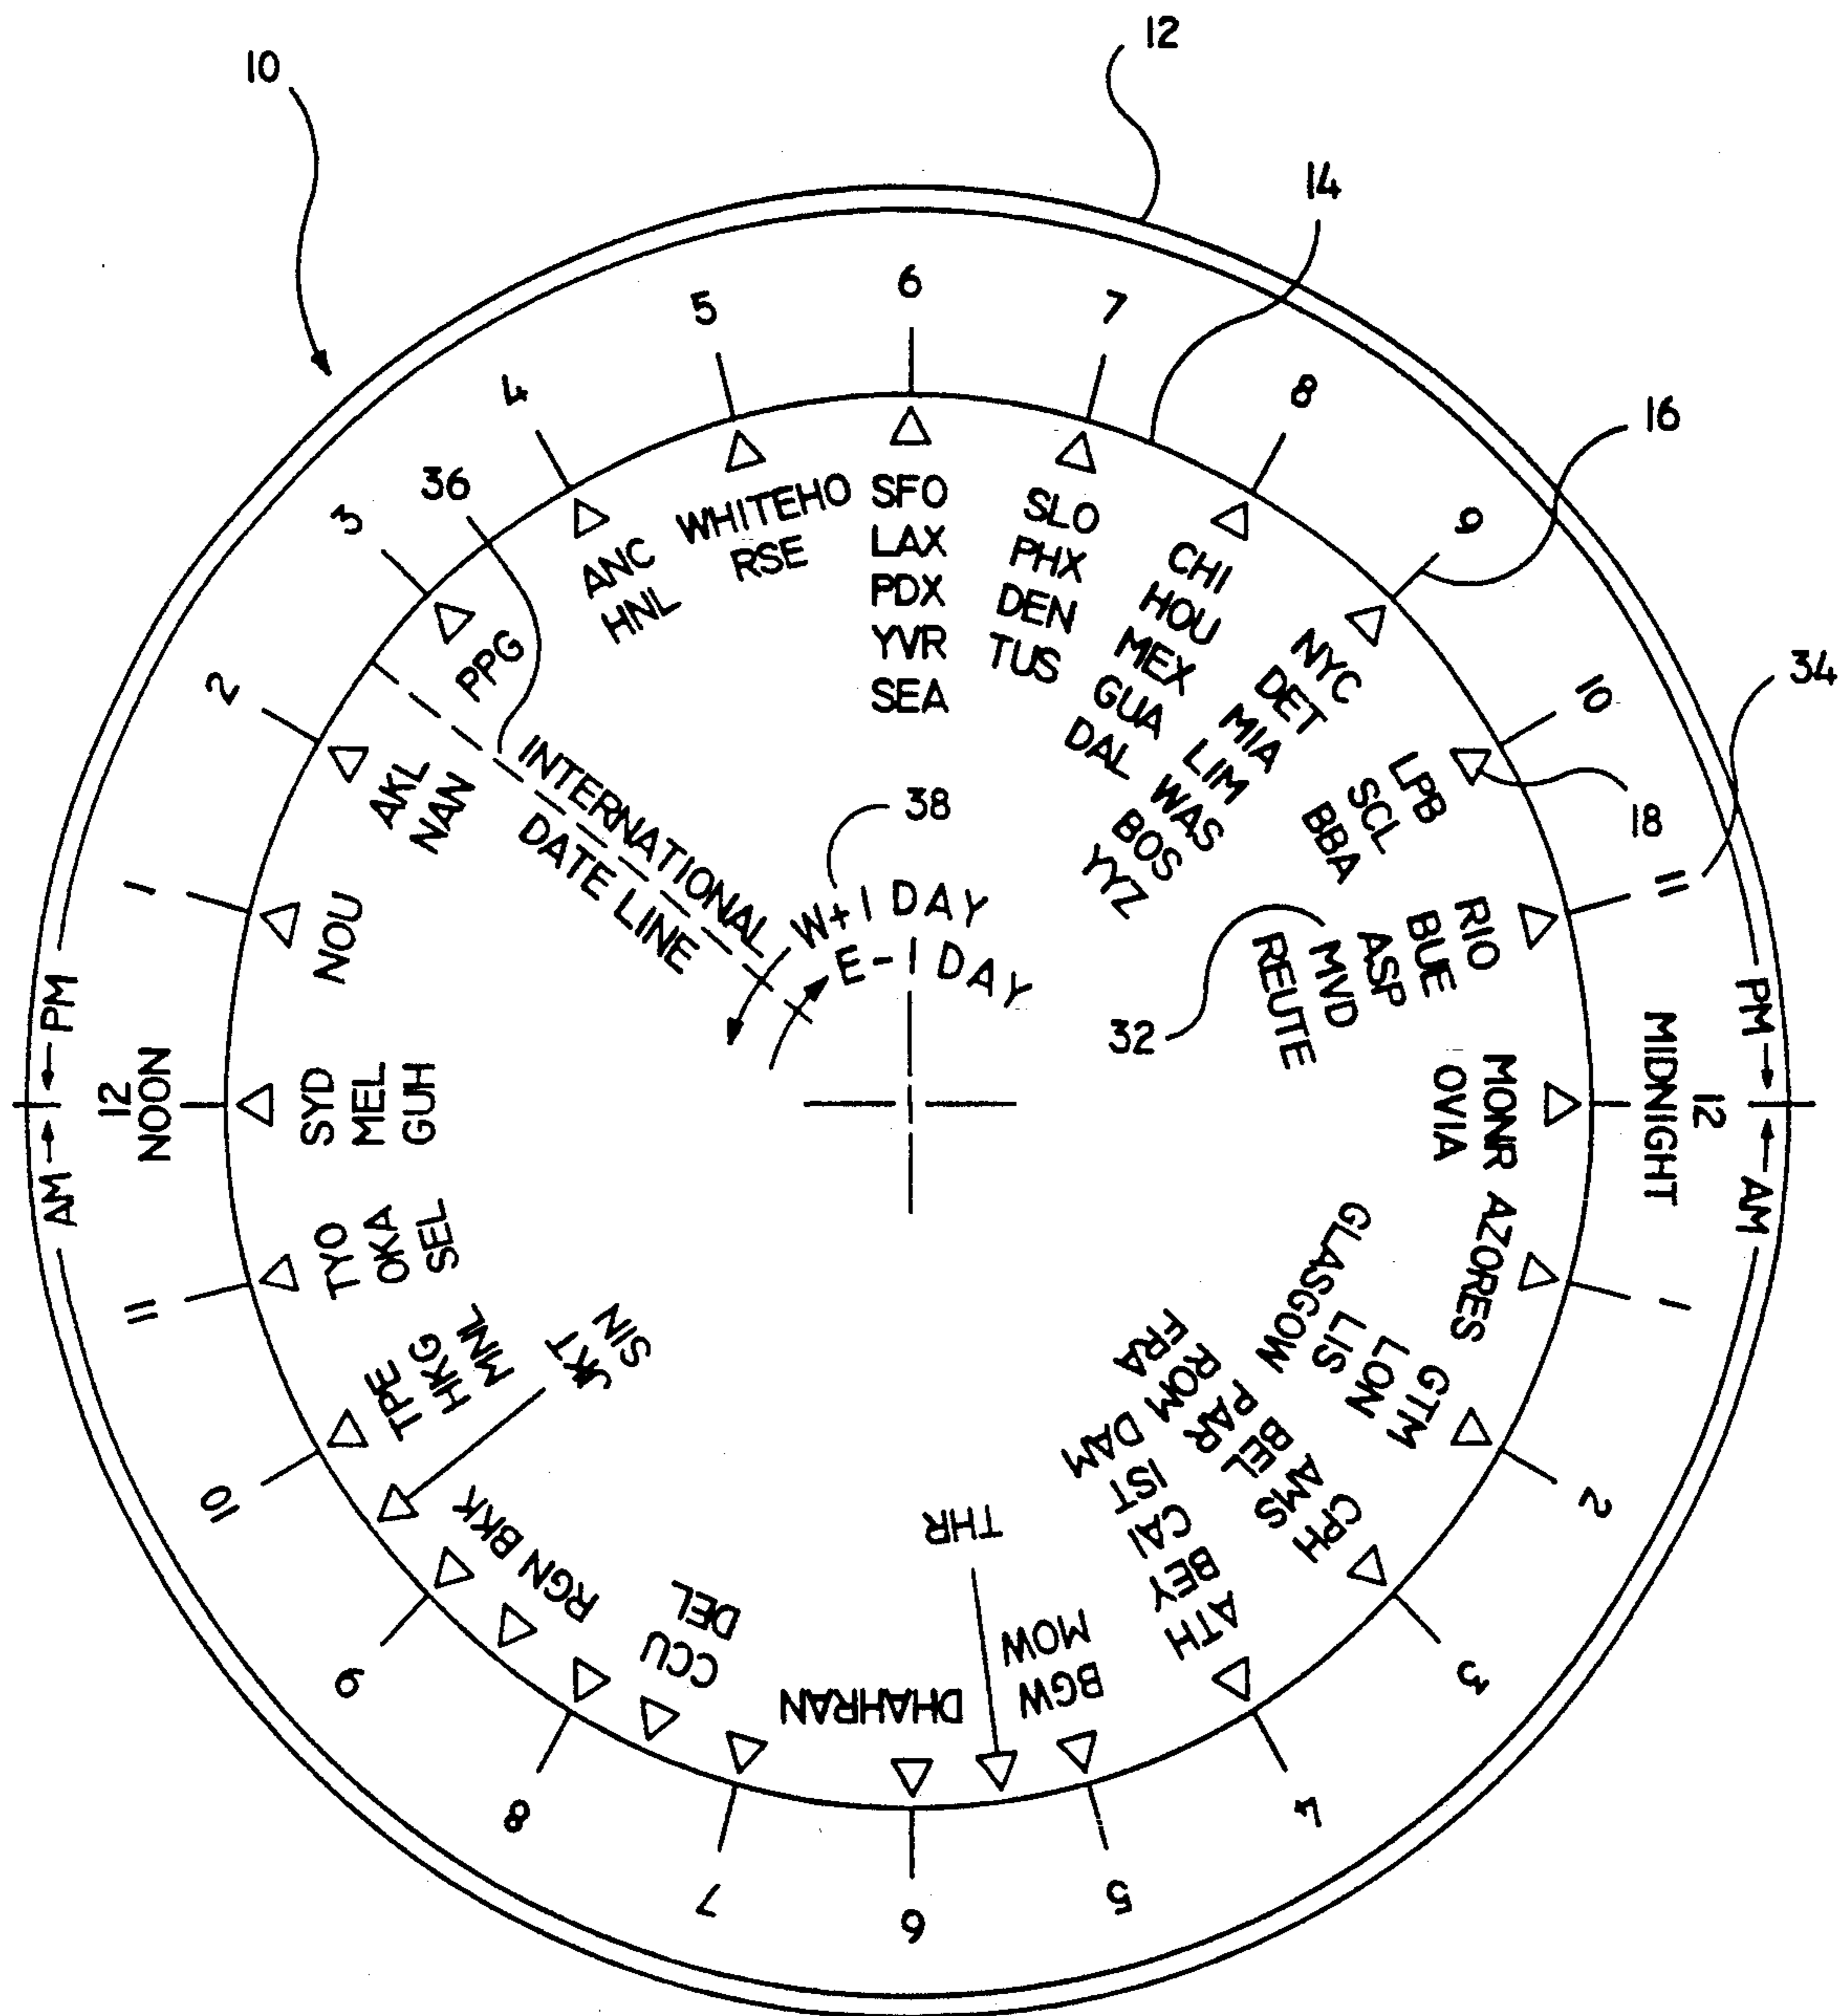 10
12
14
16
34
18
36
38
32
6
7
8
9
10
11
PM
MIDNIGHT
12
AM
1
2
3
4
5
6
7
8
9
10
11
AM
12
NOON
PM
1
2
3
4
5
SFO
LAX
PDX
YVR
SEA
SLO
PHX
DEN
TUS
CHI
HOU
MEX
GUA
DAL
NYC
DET
MIA
LIM
WAS
BOS
YYZ
LPB
SCL
BBA
RIO
BUE
ASP
MVD
REUTE
MONR
OVIA
AZORES
GTM
LON
LIS
GLASGOW
CPH
AMS
BEL
PAR
ROM
FRA
ATH
BEY
CAI
IST
DAM
BGW
MOW
THR
DHAHRAN
CCU
DEL
RGN
BKK
SIN
JKT
TPE
HKG
MNL
TYO
OKA
SEL
SYD
MEL
GUH
NOU
AKL
NAN
PPG
ANC
HNL
WHITEHO
RSE
INTERNATIONAL
DATE LINE
W+1 DAY
E-1 DAY